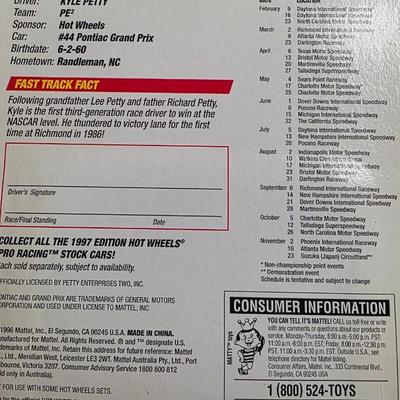 Driver: KYLE PETTY
Team: PE²
Sponsor: Hot Wheels
Car: #44 Pontiac Grand Prix
Birthdate: 6-2-60
Hometown: Randleman, NC
FAST TRACK FACT
Following grandfather Lee Petty and father Richard Petty,
Kyle is the first third-generation race driver to win at the
NASCAR level. He thundered to victory lane for the first
time at Richmond in 1986!
Driver's Signature
Race/Final Standing Date
COLLECT ALL THE 1997 EDITION HOT WHEELS®
PRO RACING™ STOCK CARS!
Each sold separately, subject to availability.
OFFICIALLY LICENSED BY PETTY ENTERPRISES TWO, INC.
PONTIAC AND GRAND PRIX ARE TRADEMARKS OF GENERAL MOTORS
CORPORATION AND USED UNDER LICENSE TO MATTEL, INC.
1996 Mattel, Inc., El Segundo, CA 90245 U.S.A. MADE IN CHINA.
Manufactured for Mattel. All Rights Reserved. ® and ™ designate U.S.
trademarks of Mattel, Inc. Retain this address for future reference: Mattel
Ltd., Meridian West, Leicester LE3 2WT. Mattel Australia Pty., Ltd., Port
Melbourne, Victoria 3207. Consumer Advisory Service 1800 800 812
(Valid only in Australia).
NOT FOR USE WITH SOME HOT WHEELS SETS.
DATE LOCATION
February 9 Daytona International Speedway
16 Daytona International Speedway
23 North Carolina Motor Speedway
March 2 Richmond International Raceway
9 Atlanta Motor Speedway
23 Darlington Raceway
April 6 Texas Motor Speedway
13 Bristol Motor Speedway
20 Martinsville Speedway
27 Talladega Superspeedway
May 4 Sears Point Raceway
17 Charlotte Motor Speedway*
25 Charlotte Motor Speedway
June 1 Dover Downs International Speedway
8 Pocono Raceway
15 Michigan International Speedway
22 The California Speedway
July 5 Daytona International Speedway
13 New Hampshire International Speedway
20 Pocono Raceway
August 2 Indianapolis Motor Speedway
10 Watkins Glen International
17 Michigan International Speedway
23 Bristol Motor Speedway
31 Darlington Raceway
September 6 Richmond International Raceway
14 New Hampshire International Speedway
21 Dover Downs International Speedway
28 Martinsville Speedway
October 5 Charlotte Motor Speedway
12 Talladega Superspeedway
26 North Carolina Motor Speedway
November 2 Phoenix International Raceway
16 Atlanta Motor Speedway
23 Suzuka (Japan) Circuitland**
* Non-championship point events
** Demonstration event
Schedule is tentative and subject to change
CONSUMER INFORMATION
MATTY™ toys
YOU CAN TELL IT'S MATTEL! CALL us toll-free or write
with any comments or questions about our products or
service. Monday-Thursday, 8:00 a.m.-5:00 p.m. PST;
11:00 a.m.-8:00 p.m. EST; Friday, 8:00 a.m.-12:30 p.m.
PST, 11:00 a.m.-3:30 p.m. EST. Outside U.S.A., see
telephone directory for Mattel listing.
Consumer Affairs, Mattel, Inc., 333 Continental Blvd.,
El Segundo, CA 90245 USA
1 (800) 524-TOYS